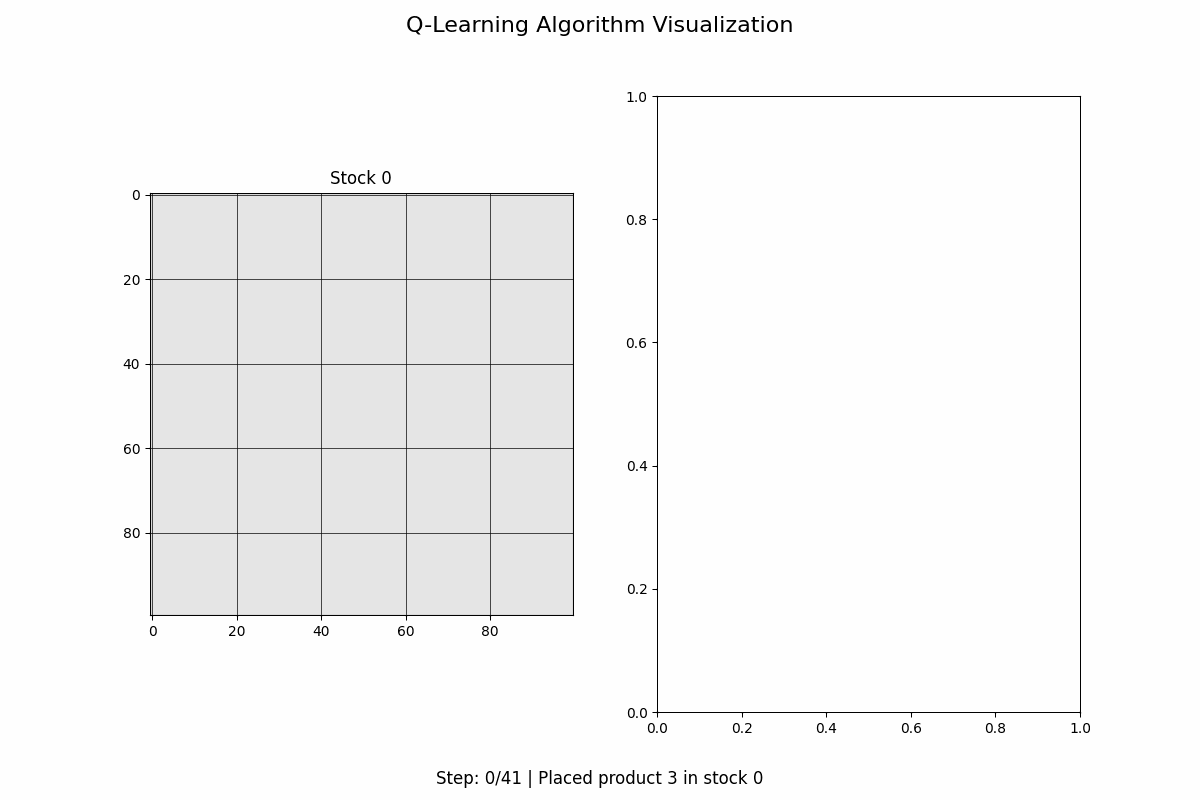 Q-Learning Algorithm Visualization
Stock 0
0
20
40
60
80
0 20 40 60 80
1.0
0.8
0.6
0.4
0.2
0.0
0.0 0.2 0.4 0.6 0.8 1.0
Step: 0/41 | Placed product 3 in stock 0